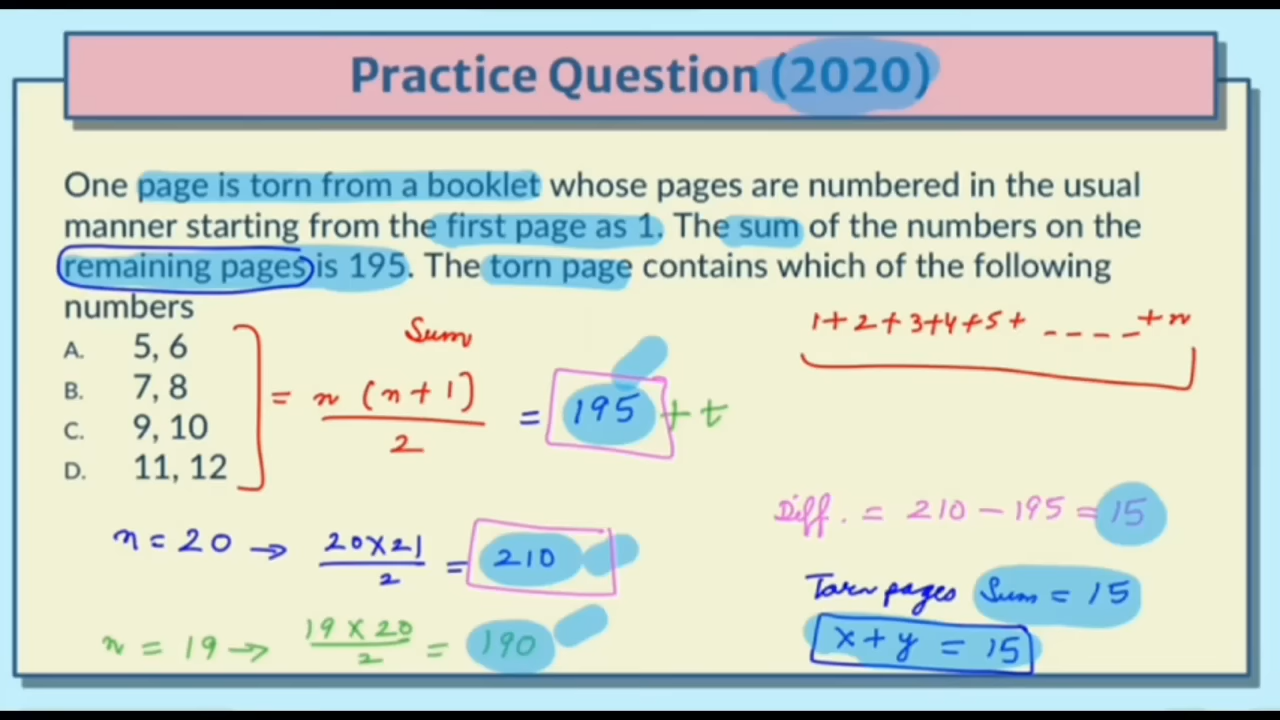 Practice Question (2020)
One page is torn from a booklet whose pages are numbered in the usual
manner starting from the first page as 1. The sum of the numbers on the
remaining pages is 195. The torn page contains which of the following
numbers
A. 5, 6
B. 7, 8
C. 9, 10
D. 11, 12
Sum
= n (n + 1) / 2 = 195 + t
1 + 2 + 3 + 4 + 5 + - - - - + n
n = 20 → 20 × 21 / 2 = 210
n = 19 → 19 × 20 / 2 = 190
Diff. = 210 - 195 = 15
Torn pages Sum = 15
x + y = 15